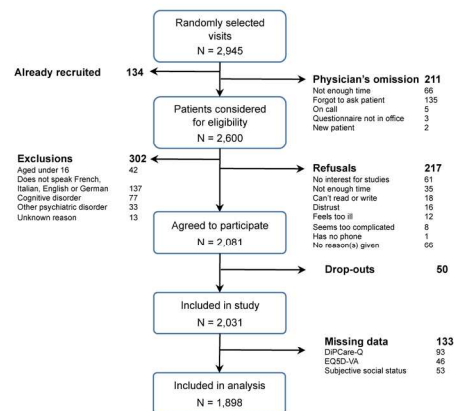 Randomly selected
visits
N = 2,945
Already recruited 134
Physician's omission 211
Not enough time 66
Forgot to ask patient 135
On call 5
Questionnaire not in office 3
New patient 2
Patients considered
for eligibility
N = 2,600
Exclusions 302
Aged under 16 42
Does not speak French,
Italian, English or German 137
Cognitive disorder 77
Other psychiatric disorder 33
Unknown reason 13
Refusals 217
No interest for studies 61
Not enough time 35
Can't read or write 18
Distrust 16
Feels too ill 12
Seems too complicated 8
Has no phone 1
No reason(s) given 66
Agreed to participate
N = 2,081
Drop-outs 50
Included in study
N = 2,031
Missing data 133
DiPCare-Q 93
EQ5D-VA 46
Subjective social status 53
Included in analysis
N = 1,898